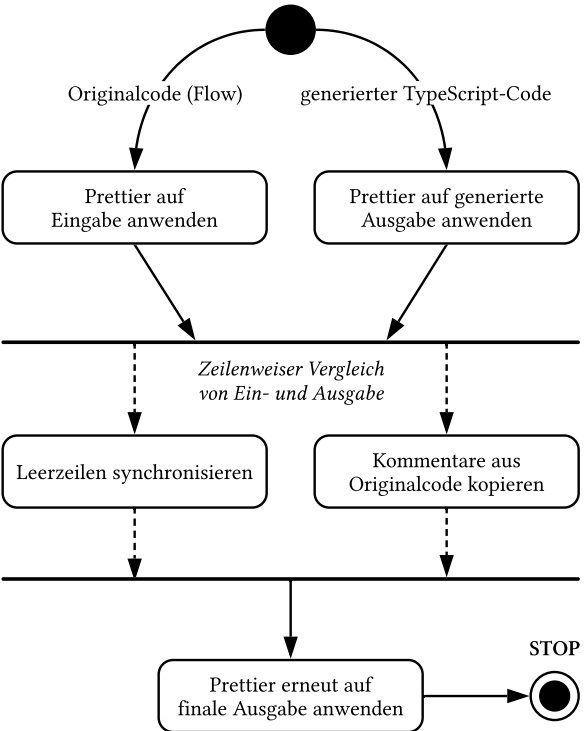 Originalcode (Flow)
generierter TypeScript-Code
Prettier auf
Eingabe anwenden
Prettier auf generierte
Ausgabe anwenden
Zeilenweiser Vergleich
von Ein- und Ausgabe
Leerzeilen synchronisieren
Kommentare aus
Originalcode kopieren
STOP
Prettier erneut auf
finale Ausgabe anwenden